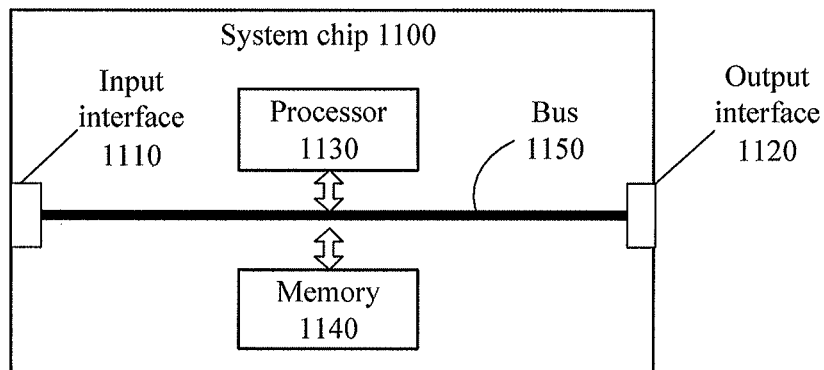 System chip 1100
Input
interface
1110
Processor
1130
Bus
1150
Output
interface
1120
Memory
1140